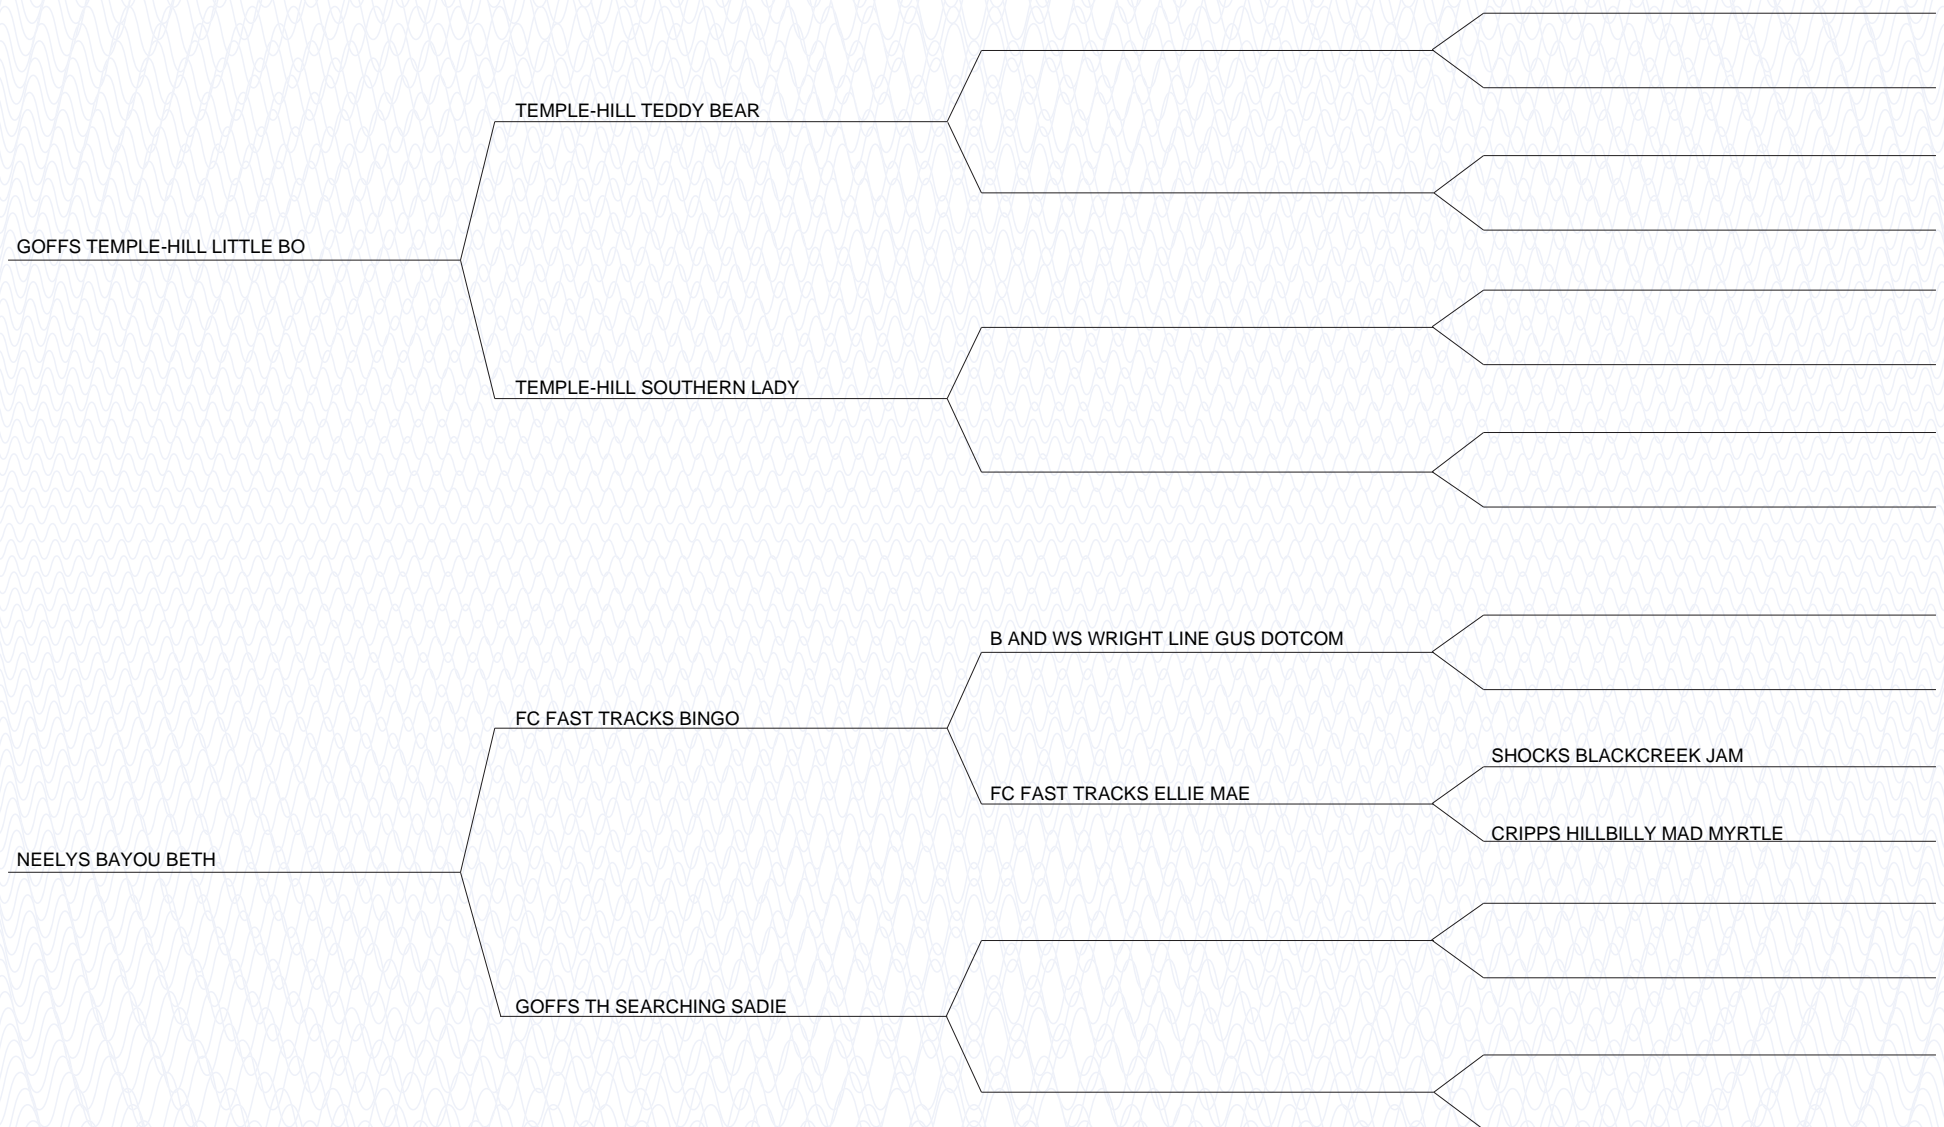 TEMPLE-HILL TEDDY BEAR
GOFFS TEMPLE-HILL LITTLE BO
TEMPLE-HILL SOUTHERN LADY
B AND WS WRIGHT LINE GUS DOTCOM
FC FAST TRACKS BINGO
SHOCKS BLACKCREEK JAM
FC FAST TRACKS ELLIE MAE
CRIPPS HILLBILLY MAD MYRTLE
NEELYS BAYOU BETH
GOFFS TH SEARCHING SADIE